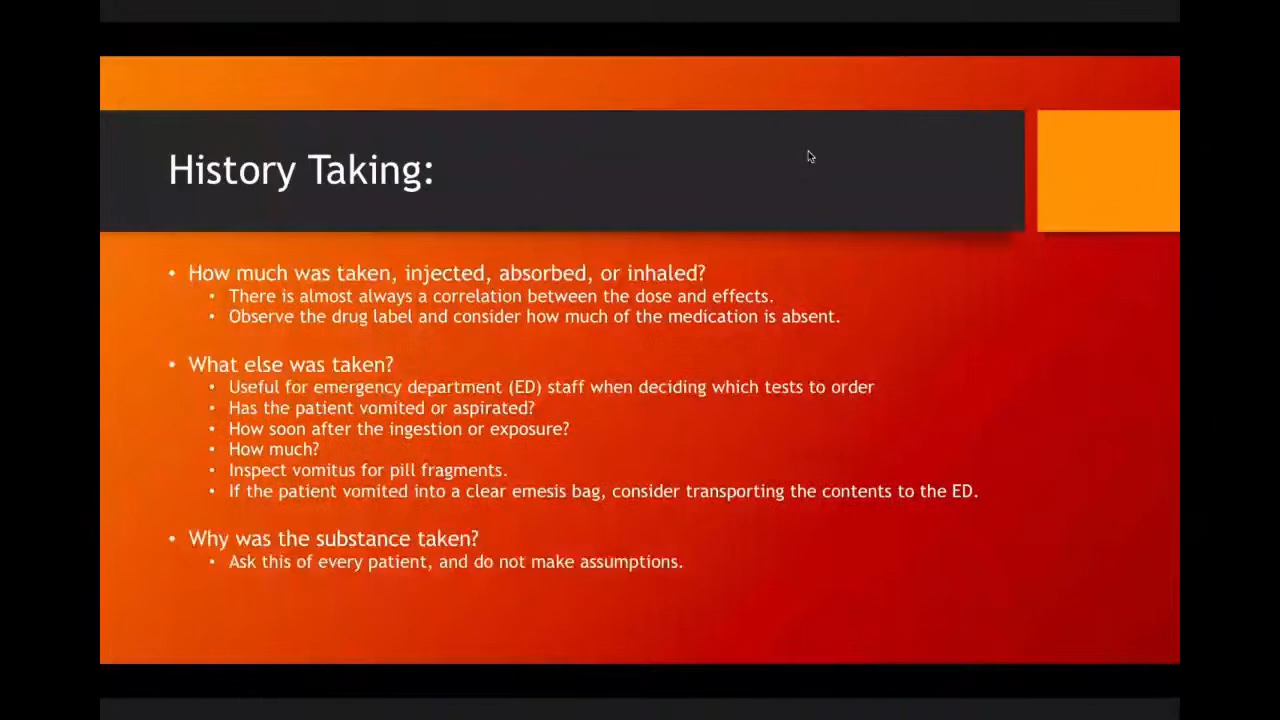 History Taking:
• How much was taken, injected, absorbed, or inhaled?
• There is almost always a correlation between the dose and effects.
• Observe the drug label and consider how much of the medication is absent.
• What else was taken?
• Useful for emergency department (ED) staff when deciding which tests to order
• Has the patient vomited or aspirated?
• How soon after the ingestion or exposure?
• How much?
• Inspect vomitus for pill fragments.
• If the patient vomited into a clear emesis bag, consider transporting the contents to the ED.
• Why was the substance taken?
• Ask this of every patient, and do not make assumptions.